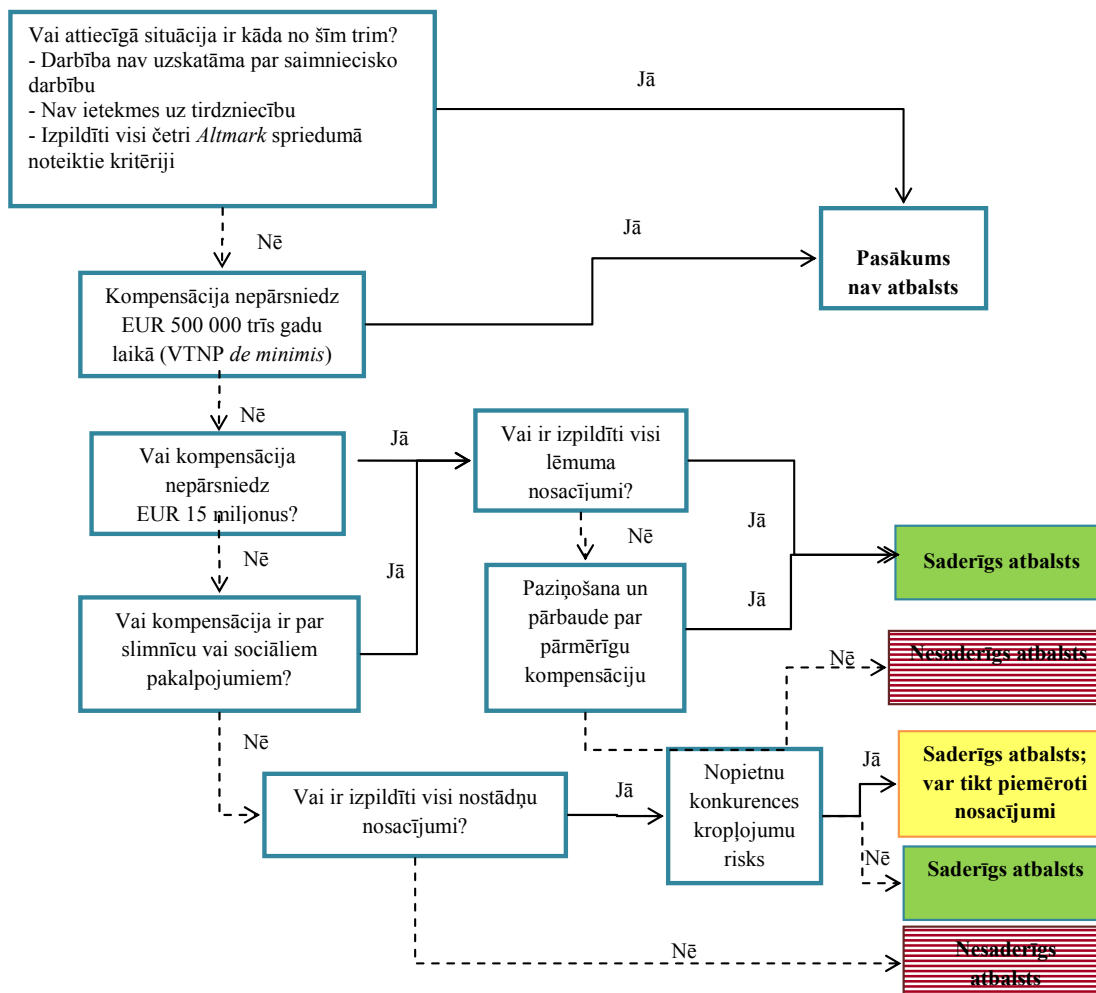 Vai attiecīgā situācija ir kāda no šīm trim?
- Darbība nav uzskatāma par saimniecisko
darbību
- Nav ietekmes uz tirdzniecību
- Izpildīti visi četri Altmark spriedumā
noteiktie kritēriji
Jā
Nē
Jā
Pasākums
nav atbalsts
Kompensācija nepārsniedz
EUR 500 000 trīs gadu
laikā (VTNP de minimis)
Nē
Vai kompensācija
nepārsniedz
EUR 15 miljonus?
Jā
Vai ir izpildīti visi
lēmuma
nosacījumi?
Jā
Nē
Nē
Jā
Saderīgs atbalsts
Vai kompensācija ir par
slimnīcu vai sociāliem
pakalpojumiem?
Paziņošana un
pārbaude par
pārmērīgu
kompensāciju
Jā
Nē
Nesaderīgs atbalsts
Nē
Vai ir izpildīti visi nostādņu
nosacījumi?
Jā
Nopietnu
konkurences
kropļojumu
risks
Jā
Saderīgs atbalsts;
var tikt piemēroti
nosacījumi
Nē
Saderīgs atbalsts
Nē
Nesaderīgs
atbalsts